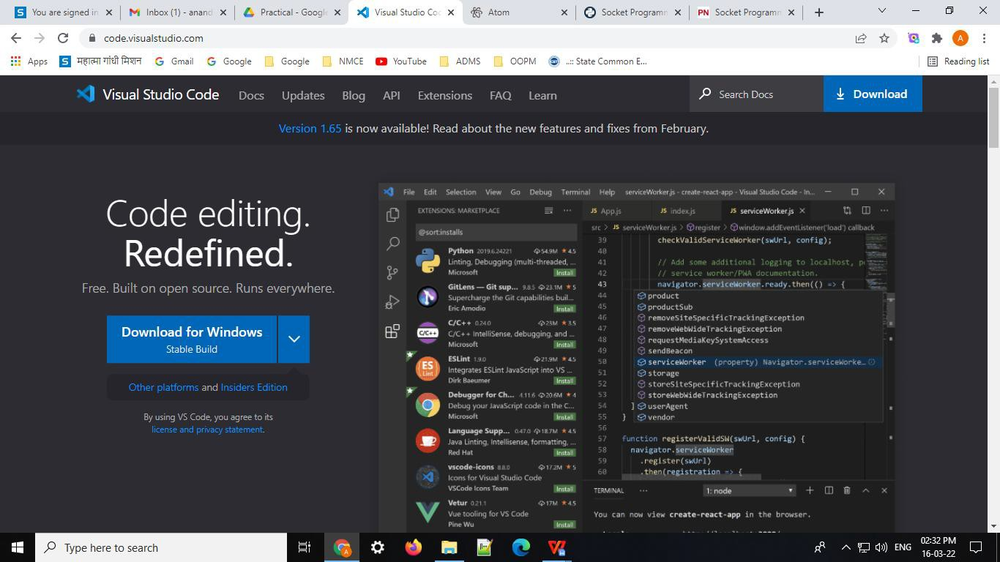 You are signed in
Inbox (1) - anand
Practical - Google
Visual Studio Co
Atom
Socket Programm
Socket Programm
code.visualstudio.com
Apps
महात्मा गांधी मिशन
Gmail
Google
Google
NMCE
YouTube
ADMS
OOPM
..:: State Common E...
Reading list
Visual Studio Code
Docs
Updates
Blog
API
Extensions
FAQ
Learn
Search Docs
Download
Version 1.65 is now available! Read about the new features and fixes from February.
Code editing.
Redefined.
Free. Built on open source. Runs everywhere.
Download for Windows
Stable Build
Other platforms and Insiders Edition
By using VS Code, you agree to its
license and privacy statement.
File Edit Selection View Go Debug Terminal Help serviceWorker.js - create-react-app - Visual Studio Code - In...
EXTENSIONS: MARKETPLACE
@sort:installs
Python 2019.6.24221 54.9M 4.5
Linting, Debugging (multi-threaded, ...
Microsoft Install
GitLens — Git sup... 9.8.5 23.1M 5
Supercharge the Git capabilities buil...
Eric Amodio Install
C/C++ 0.24.0 23M 3.5
C/C++ IntelliSense, debugging, and ...
Microsoft Install
ESLint 1.9.0 21.9M 4.5
Integrates ESLint JavaScript into VS ...
Dirk Baeumer Install
Debugger for Ch... 4.11.6 20.6M 4
Debug your JavaScript code in the C...
Microsoft Install
Language Supp... 0.47.0 18.7M 4.5
Java Linting, Intellisense, formatting, ...
Red Hat Install
vscode-icons 8.8.0 17.2M 5
Icons for Visual Studio Code
VSCode Icons Team Install
Vetur 0.21.1 17M 4.5
Vue tooling for VS Code
Pine Wu Install
JS App.js JS index.js JS serviceWorker.js
src > JS serviceWorker.js > register > window.addEventListener('load') callback
39 checkValidServiceWorker(swUrl, config);
40
41 // Add some additional logging to localhost, p
42 // service worker/PWA documentation.
43 navigator.serviceWorker.ready.then(() => {
44 product
45 productSub
46 removeSiteSpecificTrackingException
47 removeWebWideTrackingException
48 requestMediaKeySystemAccess
49 sendBeacon
50 serviceWorker (property) Navigator.serviceWorke...
51 storage
52 storeSiteSpecificTrackingException
53 storeWebWideTrackingException
54 ] userAgent
55 } vendor
56
57 function registerValidSW(swUrl, config) {
58 navigator.serviceWorker
59 .register(swUrl)
60 .then(registration => {
TERMINAL ... 1: node
You can now view create-react-app in the browser.
Type here to search
ENG
02:32 PM
16-03-22